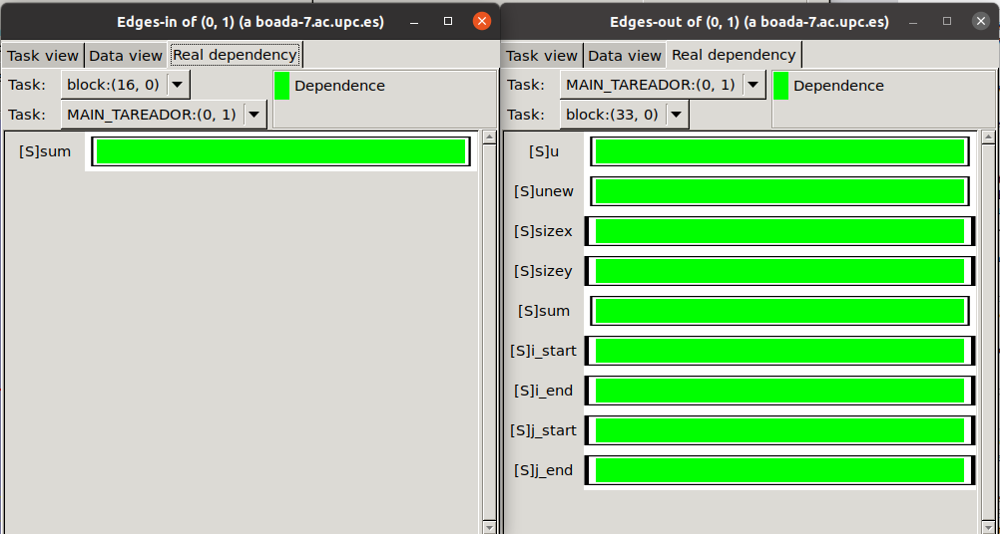 Edges-in of (0, 1) (a boada-7.ac.upc.es)
Task view Data view Real dependency
Task: block:(16, 0)
Task: MAIN_TAREADOR:(0, 1)
Dependence
[S]sum
Edges-out of (0, 1) (a boada-7.ac.upc.es)
Task view Data view Real dependency
Task: MAIN_TAREADOR:(0, 1)
Task: block:(33, 0)
Dependence
[S]u
[S]unew
[S]sizex
[S]sizey
[S]sum
[S]i_start
[S]i_end
[S]j_start
[S]j_end